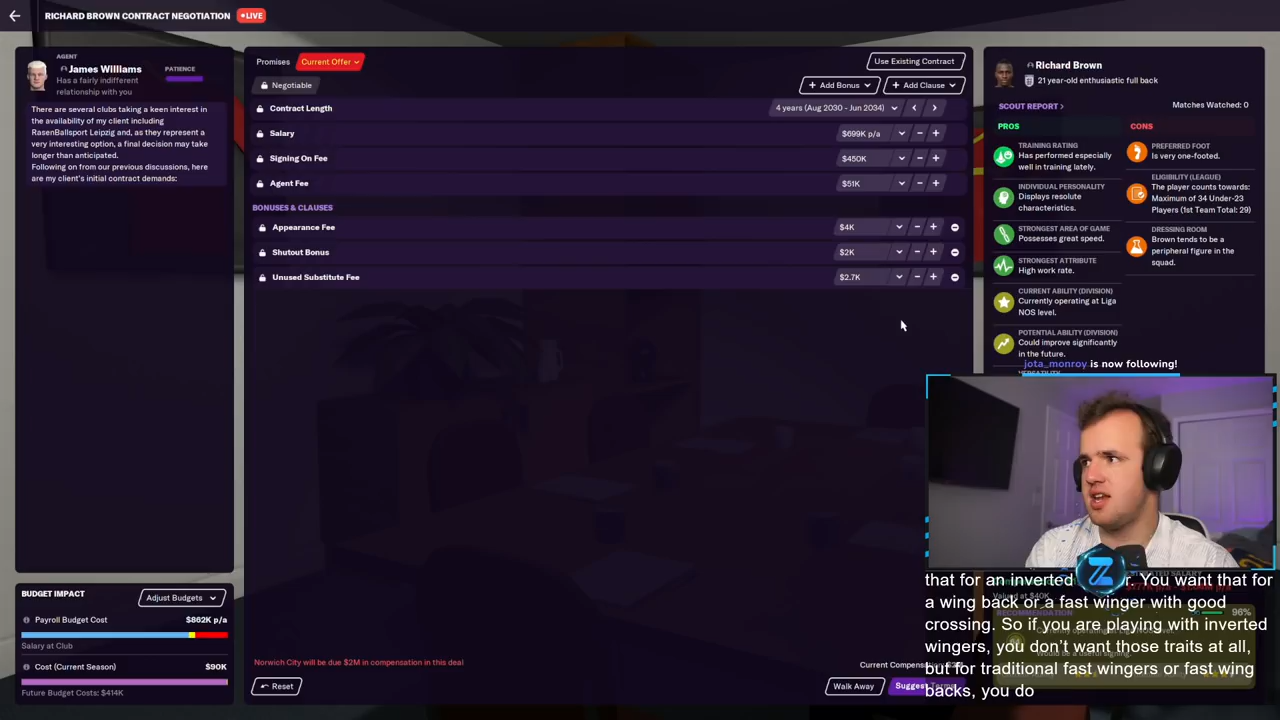 RICHARD BROWN CONTRACT NEGOTIATION
LIVE
AGENT
James Williams
Has a fairly indifferent
relationship with you
PATIENCE
There are several clubs taking a keen interest in
the availability of my client including
RasenBallsport Leipzig and, as they represent a
very interesting option, a final decision may take
longer than anticipated.
Following on from our previous discussions, here
are my client's initial contract demands:
Promises
Current Offer
Use Existing Contract
Negotiable
Add Bonus
Add Clause
Contract Length
4 years (Aug 2030 - Jun 2034)
Salary
$699K p/a
Signing On Fee
$450K
Agent Fee
$51K
BONUSES & CLAUSES
Appearance Fee
$4K
Shutout Bonus
$2K
Unused Substitute Fee
$2.7K
Richard Brown
21 year-old enthusiastic full back
SCOUT REPORT >
Matches Watched: 0
PROS
TRAINING RATING
Has performed especially
well in training lately.
INDIVIDUAL PERSONALITY
Displays resolute
characteristics.
STRONGEST AREA OF GAME
Possesses great speed.
STRONGEST ATTRIBUTE
High work rate.
CURRENT ABILITY (DIVISION)
Currently operating at Liga
NOS level.
POTENTIAL ABILITY (DIVISION)
Could improve significantly
in the future.
CONS
PREFERRED FOOT
Is very one-footed.
ELIGIBILITY (LEAGUE)
The player counts towards:
Maximum of 34 Under-23
Players (1st Team Total: 29)
DRESSING ROOM
Brown tends to be a
peripheral figure in the
squad.
jota_monroy is now following!
that for an inverted You want that for
a wing back or a fast winger with good
crossing. So if you are playing with inverted
wingers, you don't want those traits at all,
but for traditional fast wingers or fast wing
backs, you do
96%
BUDGET IMPACT
Adjust Budgets
Payroll Budget Cost
$862K p/a
Salary at Club
Cost (Current Season)
$90K
Future Budget Costs: $414K
Norwich City will be due $2M in compensation in this deal
Current Compensation:
Reset
Walk Away
Suggest Terms